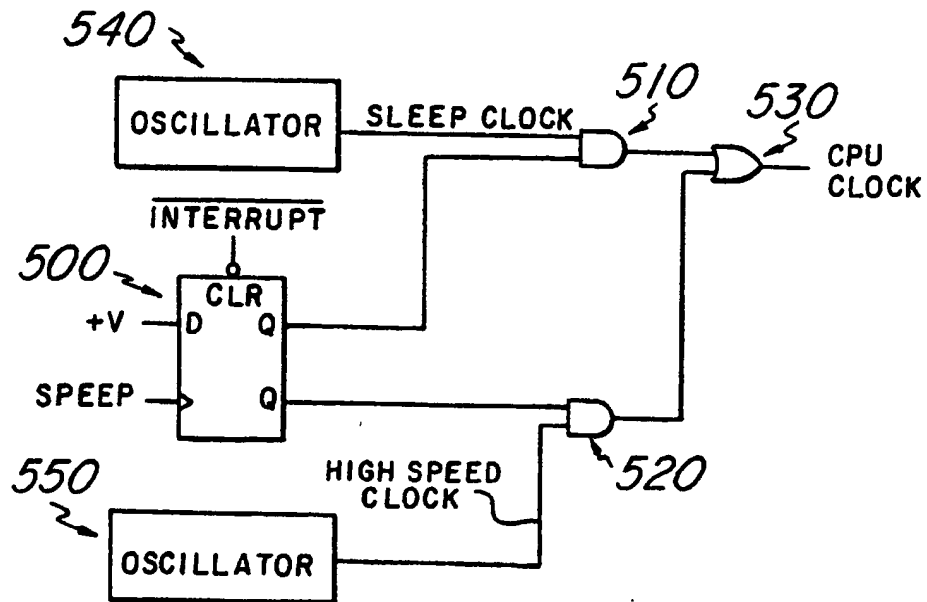 540
510
530
OSCILLATOR
SLEEP CLOCK
CPU
CLOCK
INTERRUPT
500
CLR
+V
D
Q
SPEEP
Q
550
HIGH SPEED
CLOCK
520
OSCILLATOR